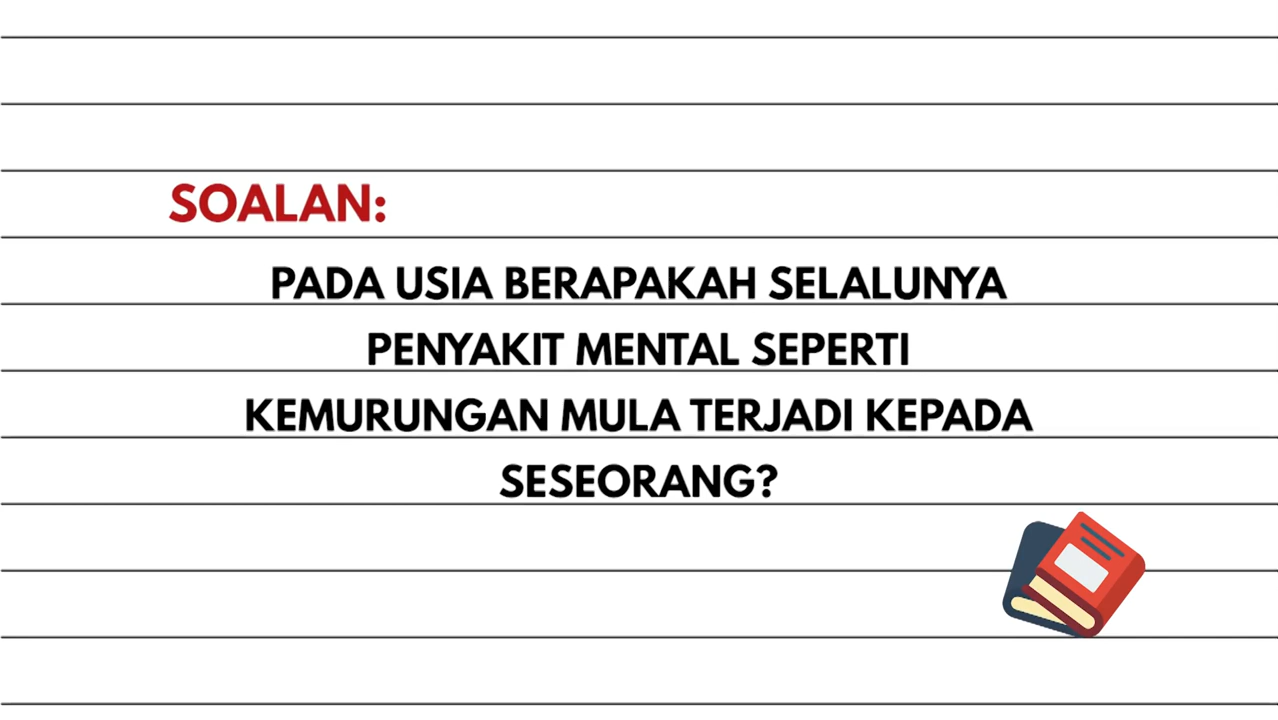 SOALAN:
PADA USIA BERAPAKAH SELALUNYA
PENYAKIT MENTAL SEPERTI
KEMURUNGAN MULA TERJADI KEPADA
SESEORANG?